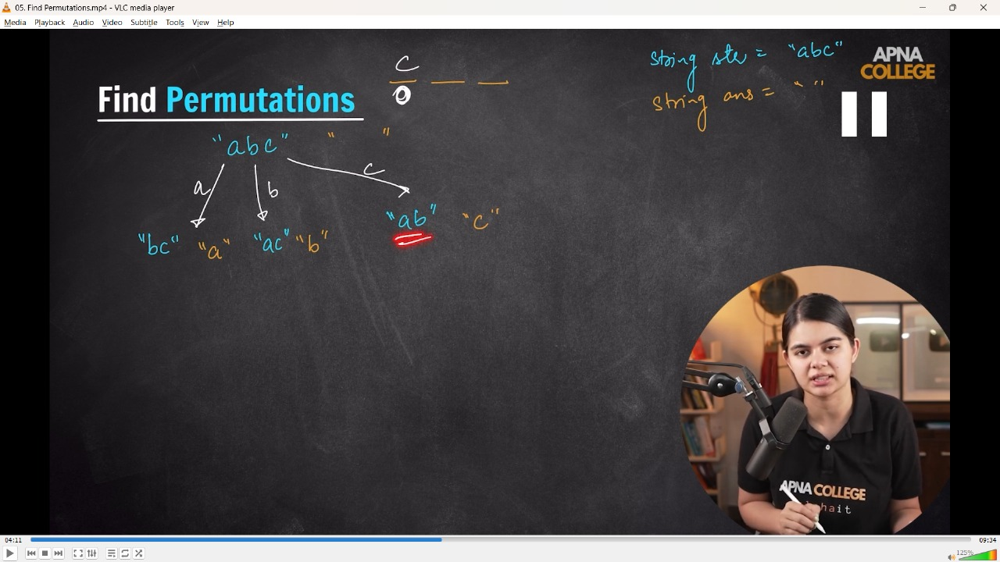 05. Find Permutations.mp4 - VLC media player
Media Playback Audio Video Subtitle Tools View Help
C
Find Permutations
0
string str = "abc"
string ans = " "
APNA
COLLEGE
"abc" " "
a b c
"bc" "a" "ac" "b" "ab" "c"
APNA COLLEGE
hait
04:11 09:34
125%